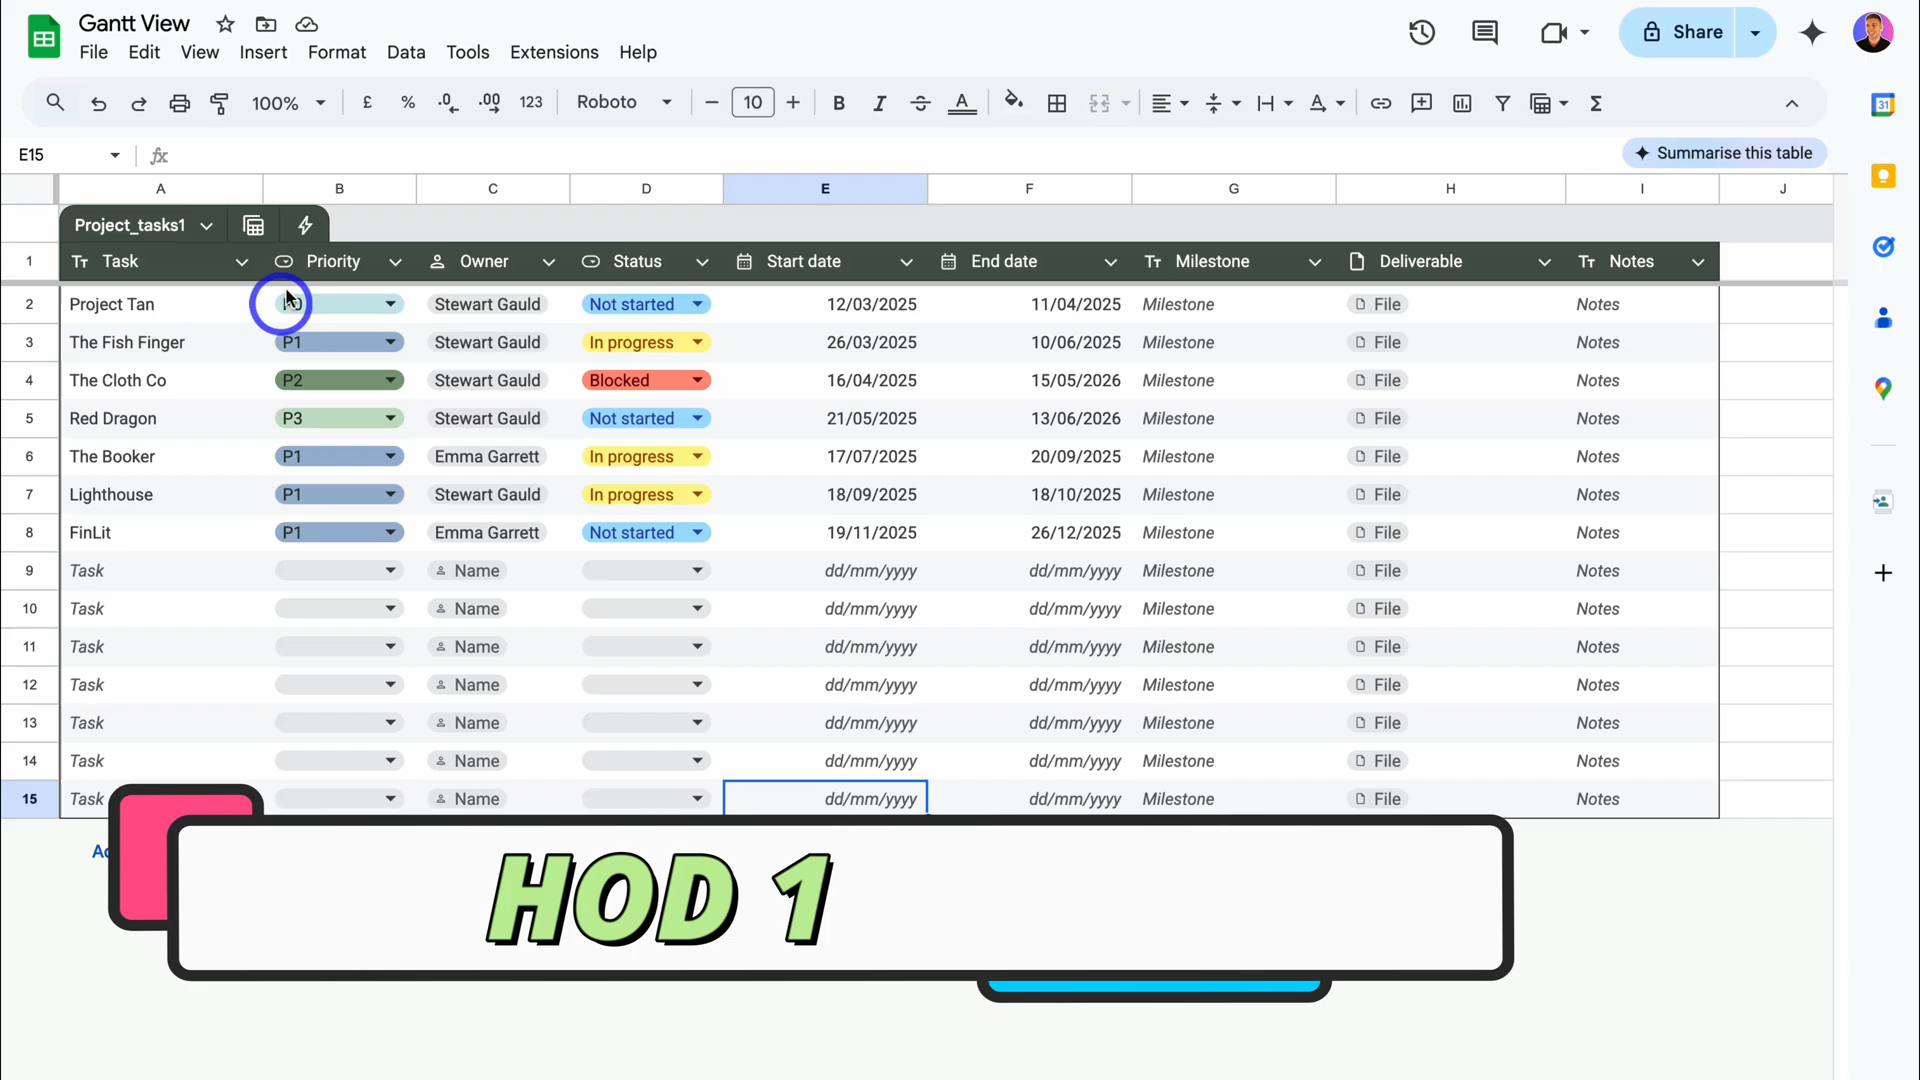 Gantt View
File Edit View Insert Format Data Tools Extensions Help
Share
100% £ % .0 .00 123 Roboto 10 B I A Σ
31
E15 fx
Summarise this table
A B C D E F G H I J
Project_tasks1
1 Task Priority Owner Status Start date End date Milestone Deliverable Notes
2 Project Tan Stewart Gauld Not started 12/03/2025 11/04/2025 Milestone File Notes
3 The Fish Finger P1 Stewart Gauld In progress 26/03/2025 10/06/2025 Milestone File Notes
4 The Cloth Co P2 Stewart Gauld Blocked 16/04/2025 15/05/2026 Milestone File Notes
5 Red Dragon P3 Stewart Gauld Not started 21/05/2025 13/06/2026 Milestone File Notes
6 The Booker P1 Emma Garrett In progress 17/07/2025 20/09/2025 Milestone File Notes
7 Lighthouse P1 Stewart Gauld In progress 18/09/2025 18/10/2025 Milestone File Notes
8 FinLit P1 Emma Garrett Not started 19/11/2025 26/12/2025 Milestone File Notes
9 Task Name dd/mm/yyyy dd/mm/yyyy Milestone File Notes
10 Task Name dd/mm/yyyy dd/mm/yyyy Milestone File Notes
11 Task Name dd/mm/yyyy dd/mm/yyyy Milestone File Notes
12 Task Name dd/mm/yyyy dd/mm/yyyy Milestone File Notes
13 Task Name dd/mm/yyyy dd/mm/yyyy Milestone File Notes
14 Task Name dd/mm/yyyy dd/mm/yyyy Milestone File Notes
15 Task Name dd/mm/yyyy dd/mm/yyyy Milestone File Notes
HOD 1